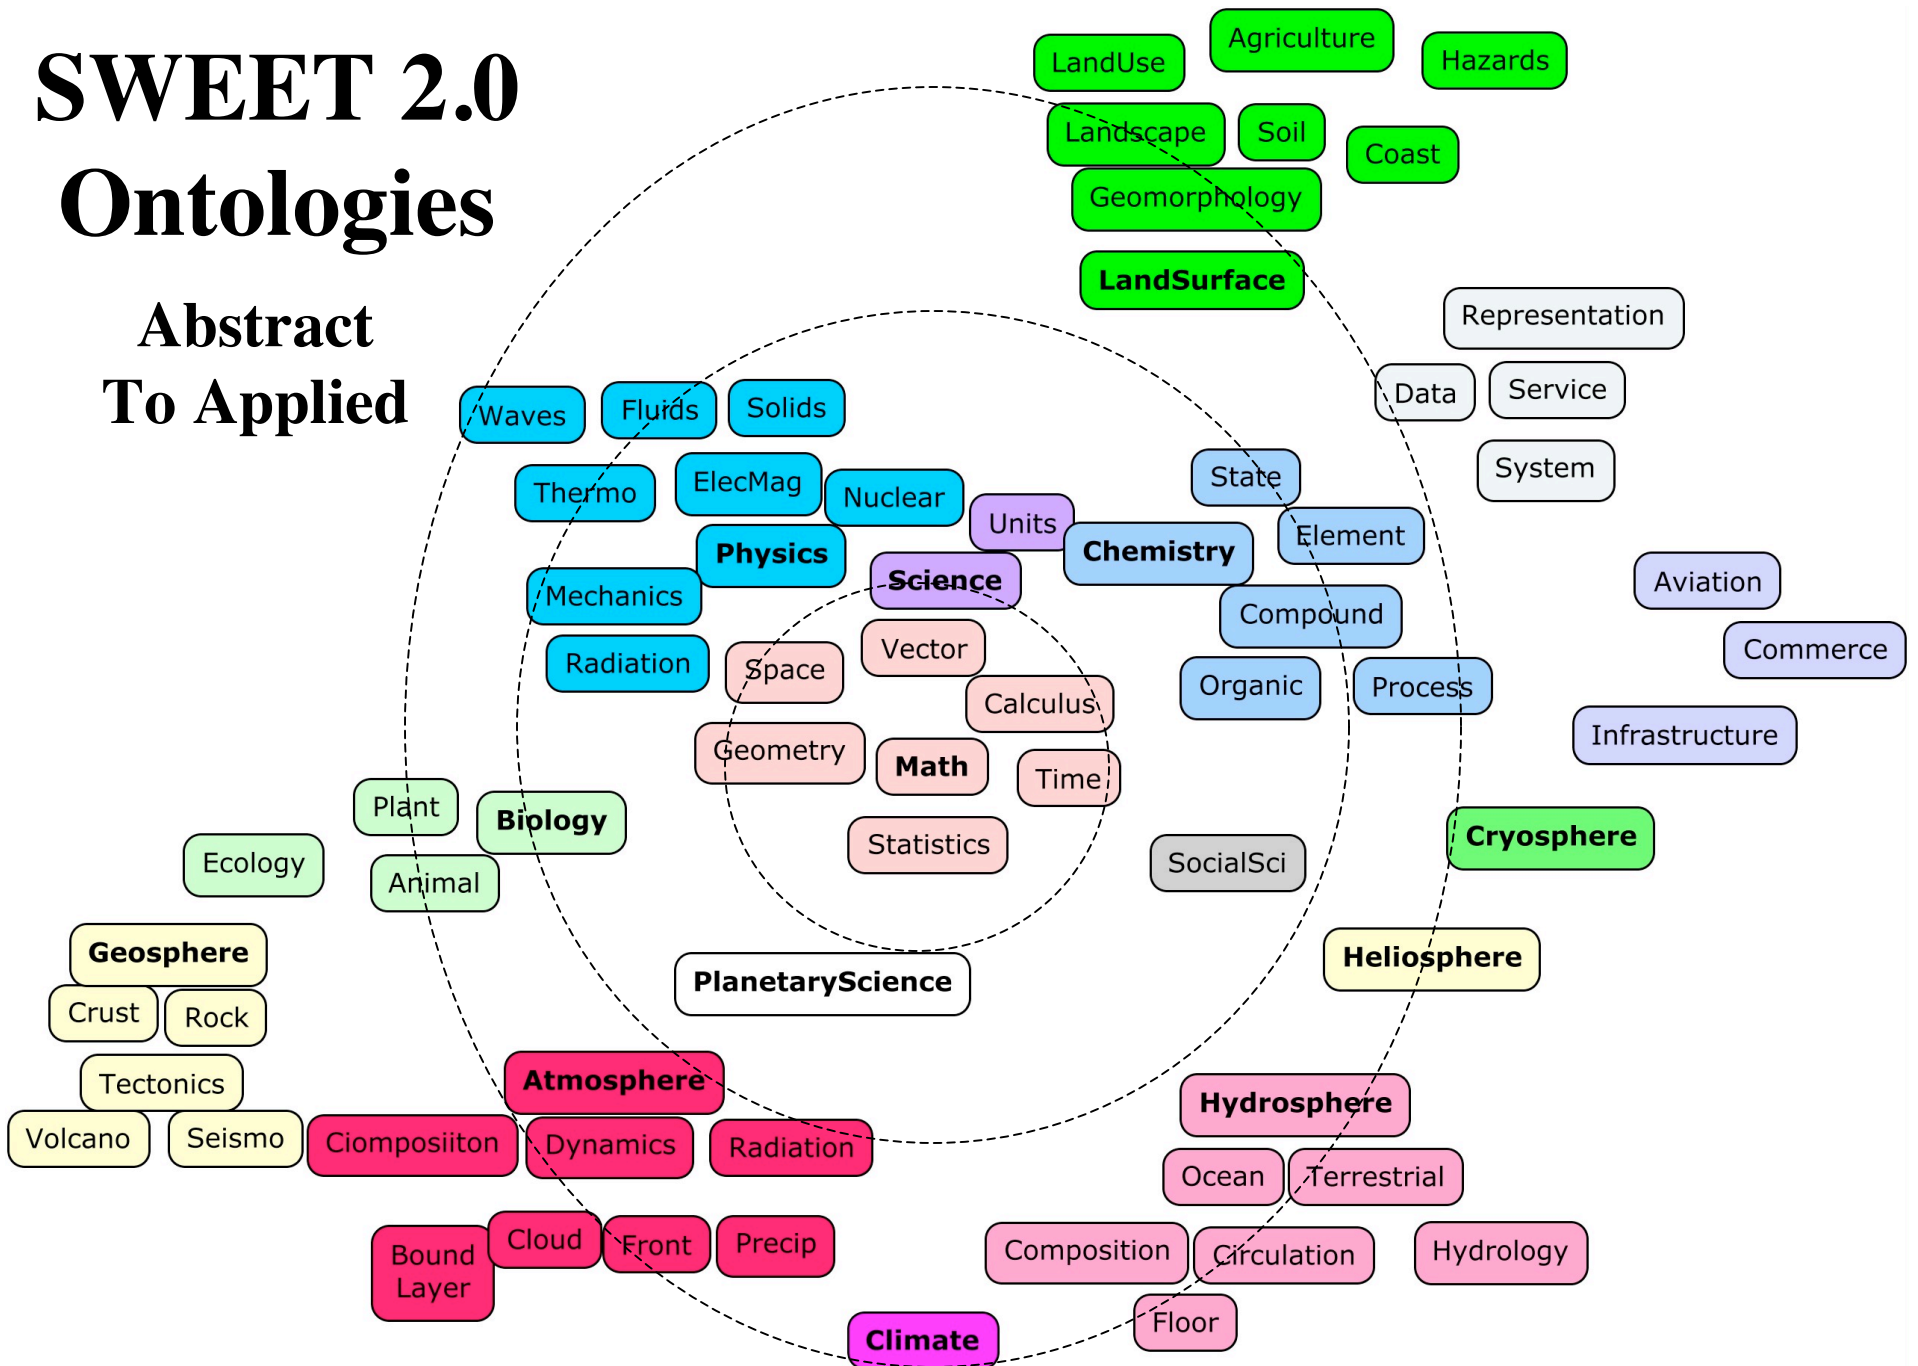 SWEET 2.0
Ontologies
Abstract
To Applied
LandUse
Agriculture
Hazards
Landscape
Soil
Coast
Geomorphology
LandSurface
Representation
Data
Service
System
Waves
Fluids
Solids
Thermo
ElecMag
Nuclear
Physics
Mechanics
Radiation
Units
Science
Chemistry
State
Element
Compound
Organic
Process
Aviation
Commerce
Infrastructure
Space
Vector
Calculus
Geometry
Math
Time
Statistics
Plant
Biology
Ecology
Animal
SocialSci
Cryosphere
Heliosphere
Geosphere
Crust
Rock
Tectonics
Volcano
Seismo
PlanetaryScience
Atmosphere
Ciomposiiton
Dynamics
Radiation
Bound
Layer
Cloud
Front
Precip
Climate
Hydrosphere
Ocean
Terrestrial
Composition
Circulation
Hydrology
Floor